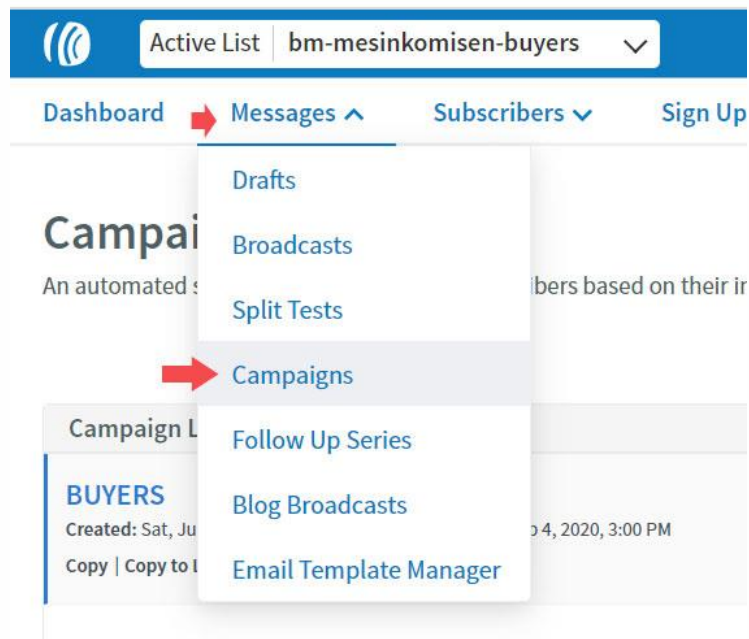 Active List bm-mesinkomisen-buyers
Dashboard Messages Subscribers Sign Up
Drafts
Broadcasts
Split Tests
Campaigns
Follow Up Series
Blog Broadcasts
Email Template Manager
Campai
An automated s bers based on their in
Campaign L
BUYERS
Created: Sat, Ju 4, 2020, 3:00 PM
Copy | Copy to L